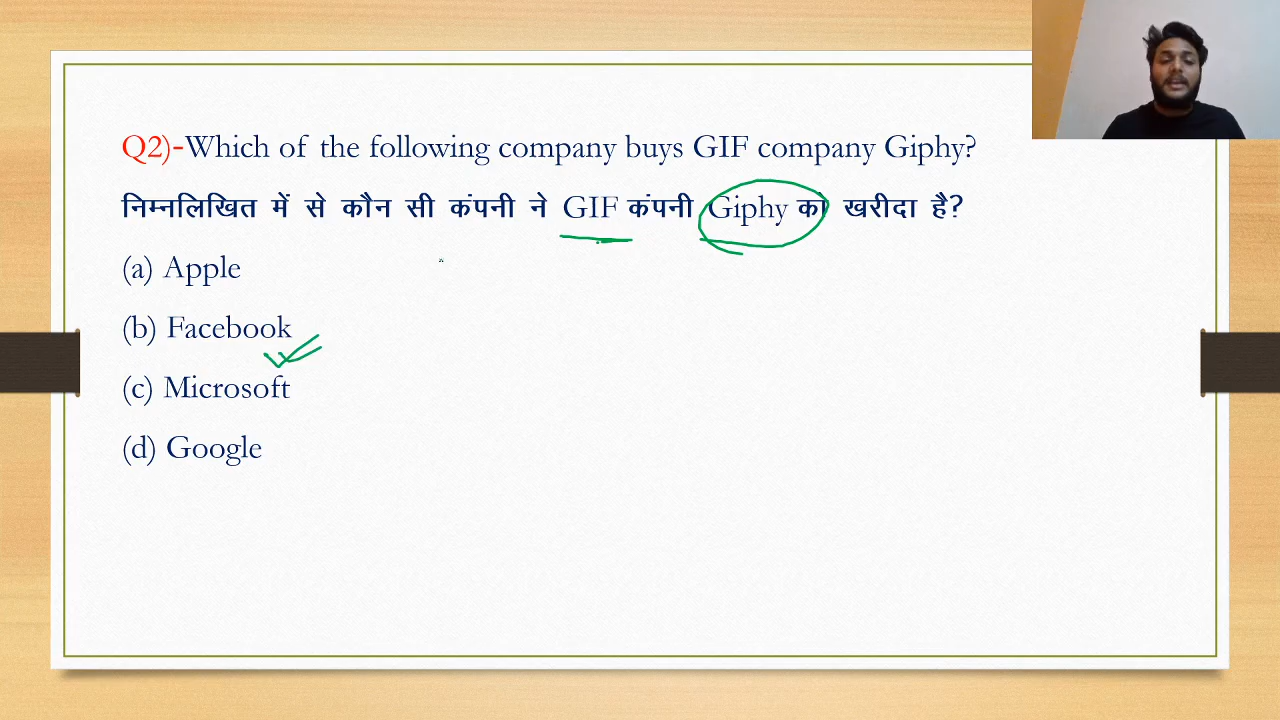 Q2)-Which of the following company buys GIF company Giphy?
निम्नलिखित में से कौन सी कंपनी ने GIF कंपनी Giphy को खरीदा है?
(a) Apple
(b) Facebook
(c) Microsoft
(d) Google